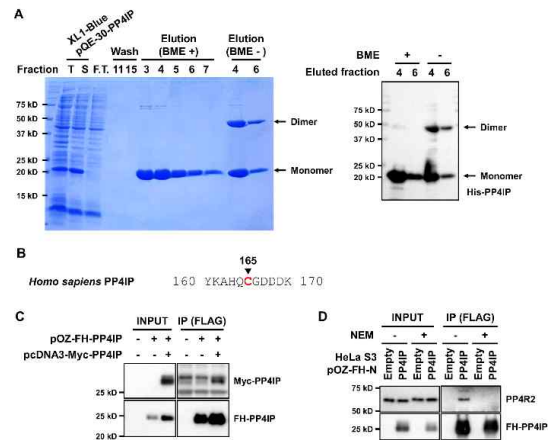 A
XL1-Blue
pQE-30-PP4IP
Wash
Elution
(BME +)
Elution
(BME -)
Fraction T S F.T. 11 15 3 4 5 6 7 4 6
75 kD
50 kD
37 kD
25 kD
20 kD
15 kD
Dimer
Monomer
BME + -
Eluted fraction
4 6 4 6
75 kD
50 kD
37 kD
25 kD
20 kD
Dimer
Monomer
His-PP4IP
B
165
Homo sapiens PP4IP 160 YKAHQCGDDDK 170
C
INPUT IP (FLAG)
pOZ-FH-PP4IP - + + - + +
pcDNA3-Myc-PP4IP - - + - - +
25 kD
Myc-PP4IP
25 kD
20 kD
FH-PP4IP
D
INPUT IP (FLAG)
NEM - + - +
HeLa S3
pOZ-FH-N
Empty PP4IP Empty PP4IP Empty PP4IP Empty PP4IP
75 kD
50 kD
PP4R2
25 kD
FH-PP4IP